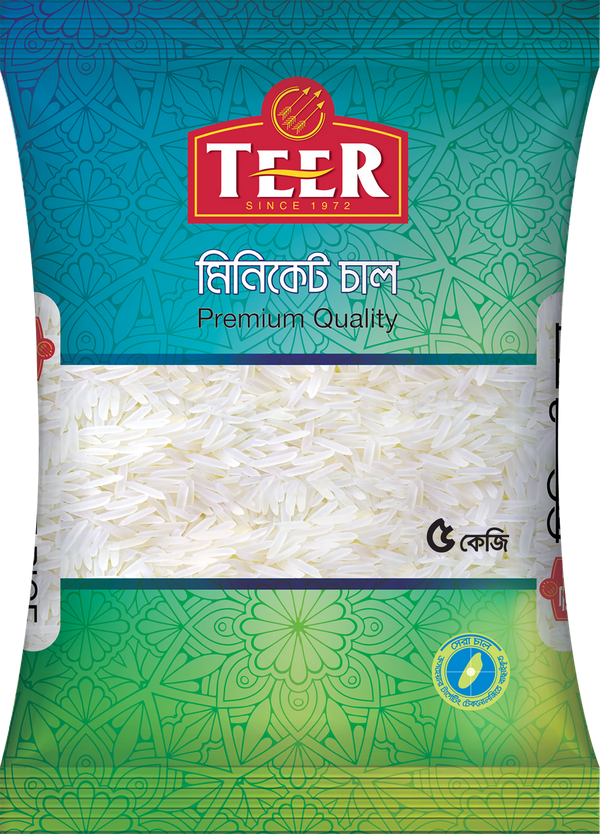 TEER
SINCE 1972
মিনিকেট চাল
Premium Quality
৫ কেজি
সেরা চাল